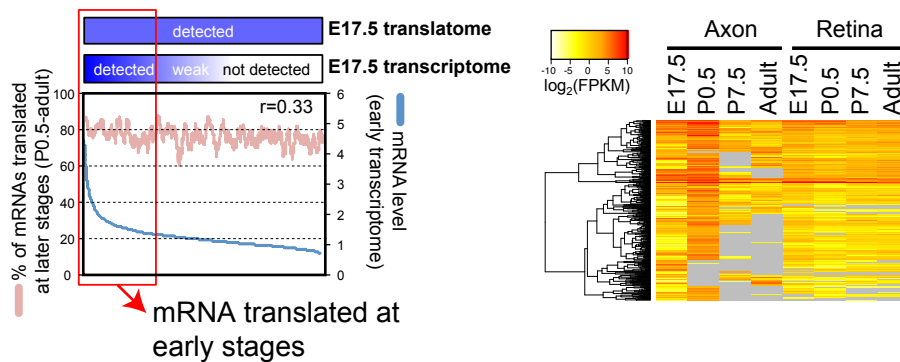 detected
E17.5 translatome
detected weak not detected
E17.5 transcriptome
% of mRNAs translated
at later stages (P0.5-adult)
100
80
60
40
20
0
r=0.33
6
5
4
3
2
1
0
mRNA level
(early transcriptome)
mRNA translated at
early stages
-10 -5 0 5 10
log2(FPKM)
Axon Retina
E17.5 P0.5 P7.5 Adult E17.5 P0.5 P7.5 Adult